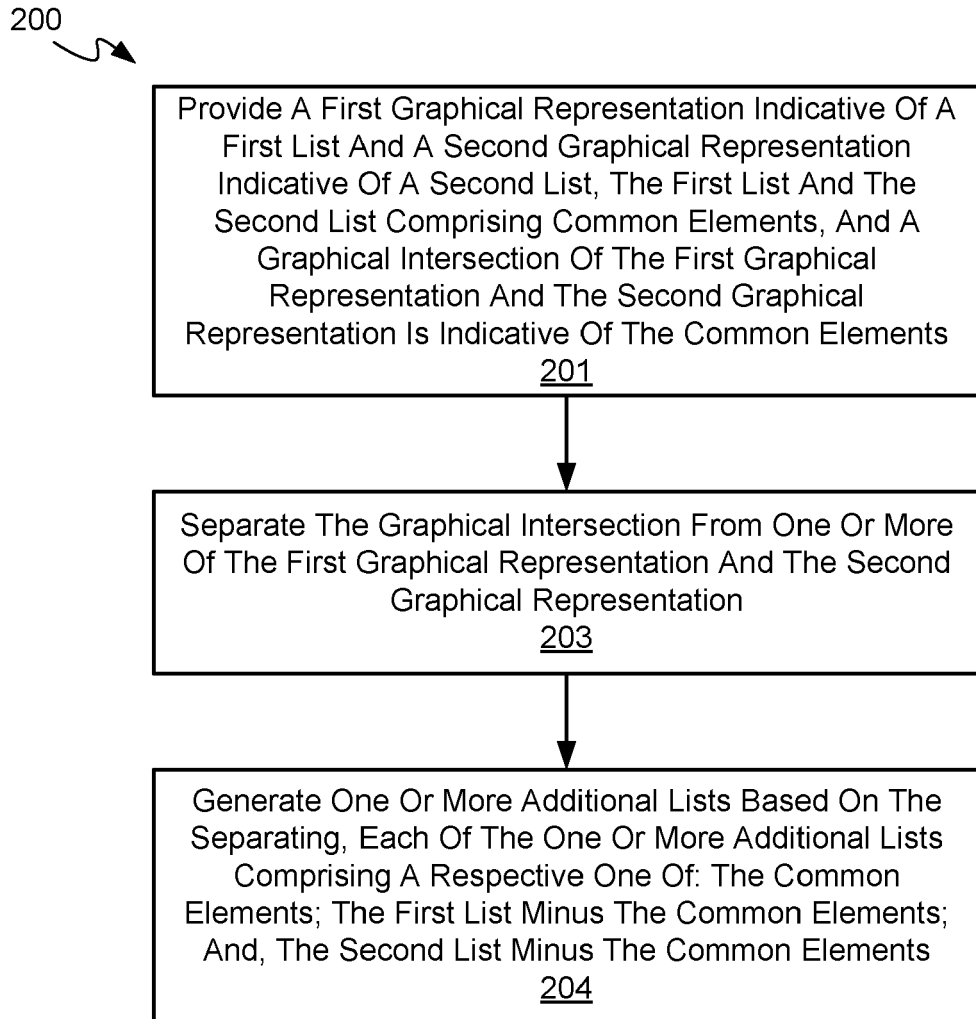 200
Provide A First Graphical Representation Indicative Of A
First List And A Second Graphical Representation
Indicative Of A Second List, The First List And The
Second List Comprising Common Elements, And A
Graphical Intersection Of The First Graphical
Representation And The Second Graphical
Representation Is Indicative Of The Common Elements
201
Separate The Graphical Intersection From One Or More
Of The First Graphical Representation And The Second
Graphical Representation
203
Generate One Or More Additional Lists Based On The
Separating, Each Of The One Or More Additional Lists
Comprising A Respective One Of: The Common
Elements; The First List Minus The Common Elements;
And, The Second List Minus The Common Elements
204